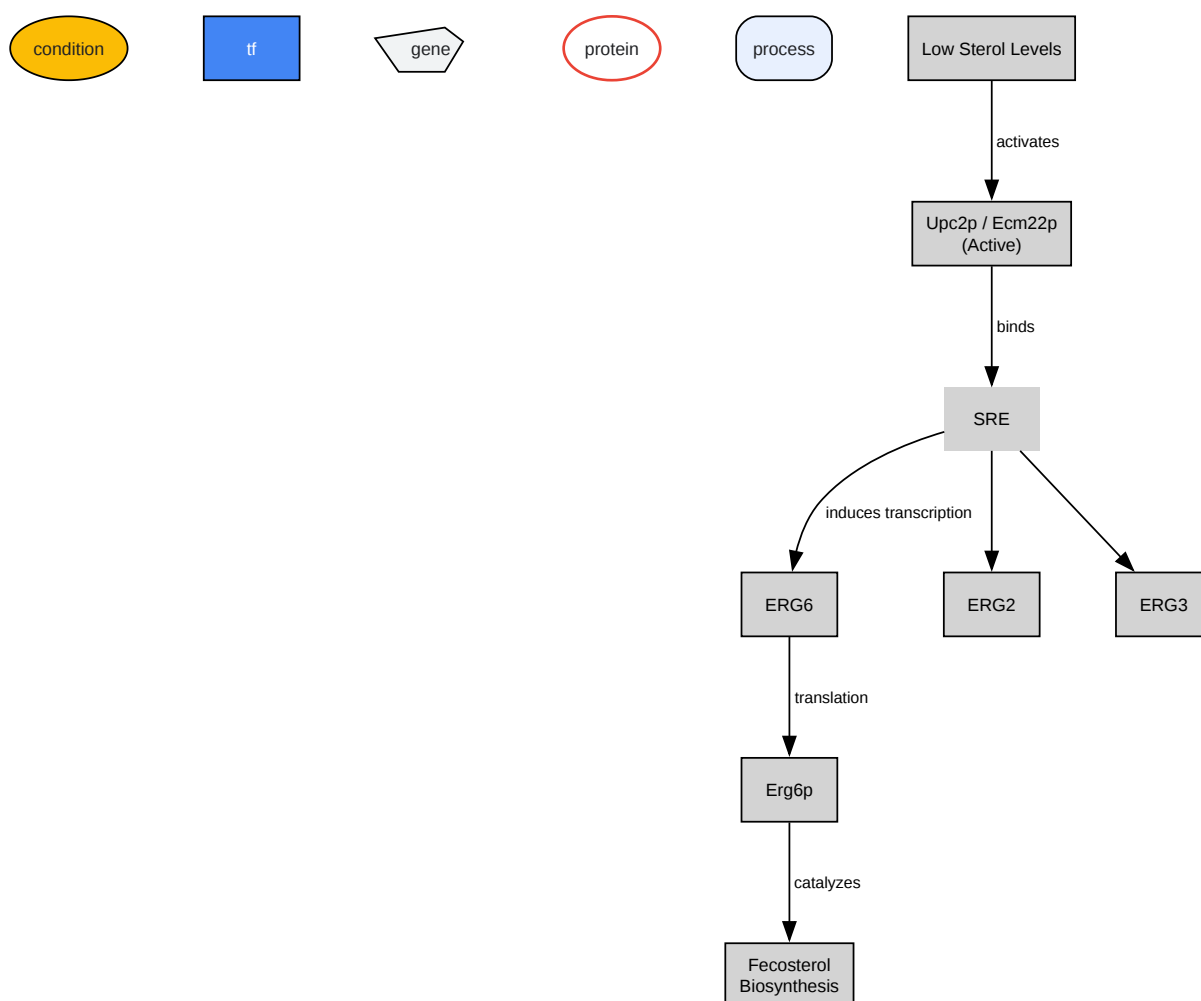 condition
tf
gene
protein
process
Low Sterol Levels
activates
Upc2p / Ecm22p
(Active)
binds
SRE
induces transcription
ERG6
ERG2
ERG3
translation
Erg6p
catalyzes
Fecosterol
Biosynthesis